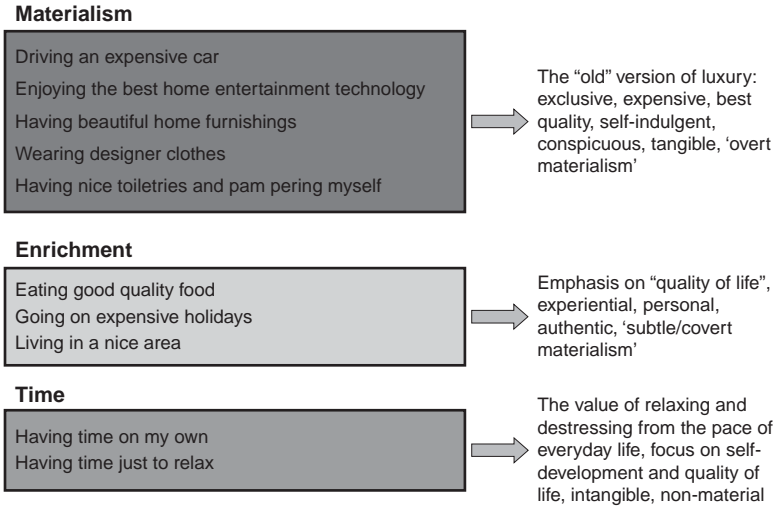 Materialism
Driving an expensive car
Enjoying the best home entertainment technology
Having beautiful home furnishings
Wearing designer clothes
Having nice toiletries and pam pering myself
The “old” version of luxury:
exclusive, expensive, best
quality, self-indulgent,
conspicuous, tangible, ‘overt
materialism’
Enrichment
Eating good quality food
Going on expensive holidays
Living in a nice area
Emphasis on “quality of life”,
experiential, personal,
authentic, ‘subtle/covert
materialism’
Time
Having time on my own
Having time just to relax
The value of relaxing and
destressing from the pace of
everyday life, focus on self-
development and quality of
life, intangible, non-material